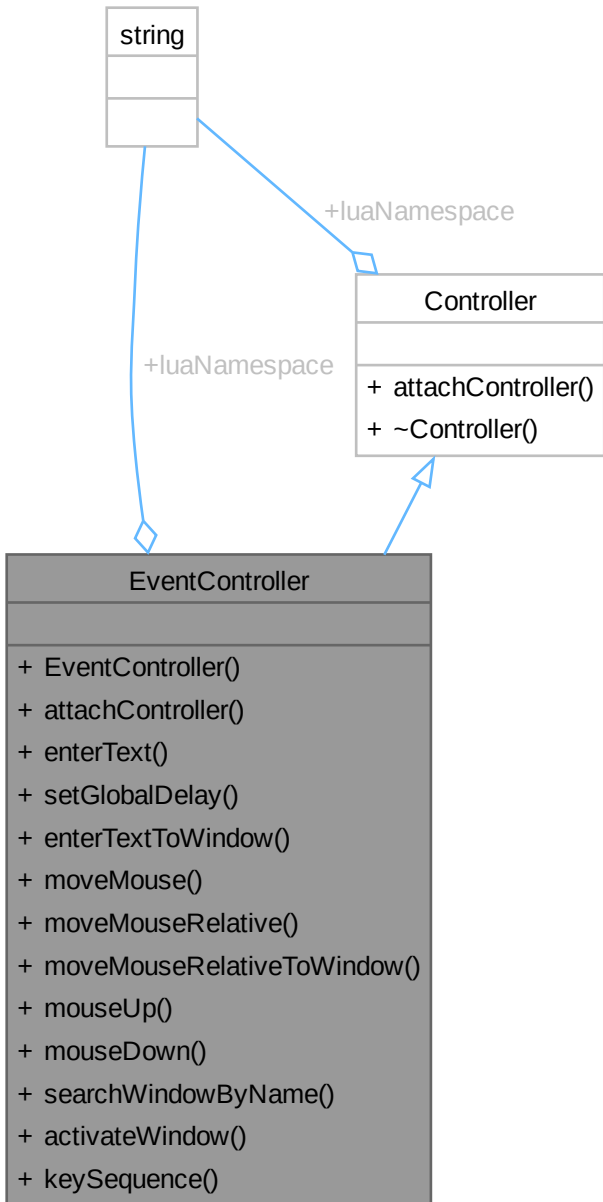 string
+luaNamespace
Controller
+ attachController()
+ ~Controller()
+luaNamespace
EventController
+ EventController()
+ attachController()
+ enterText()
+ setGlobalDelay()
+ enterTextToWindow()
+ moveMouse()
+ moveMouseRelative()
+ moveMouseRelativeToWindow()
+ mouseUp()
+ mouseDown()
+ searchWindowByName()
+ activateWindow()
+ keySequence()